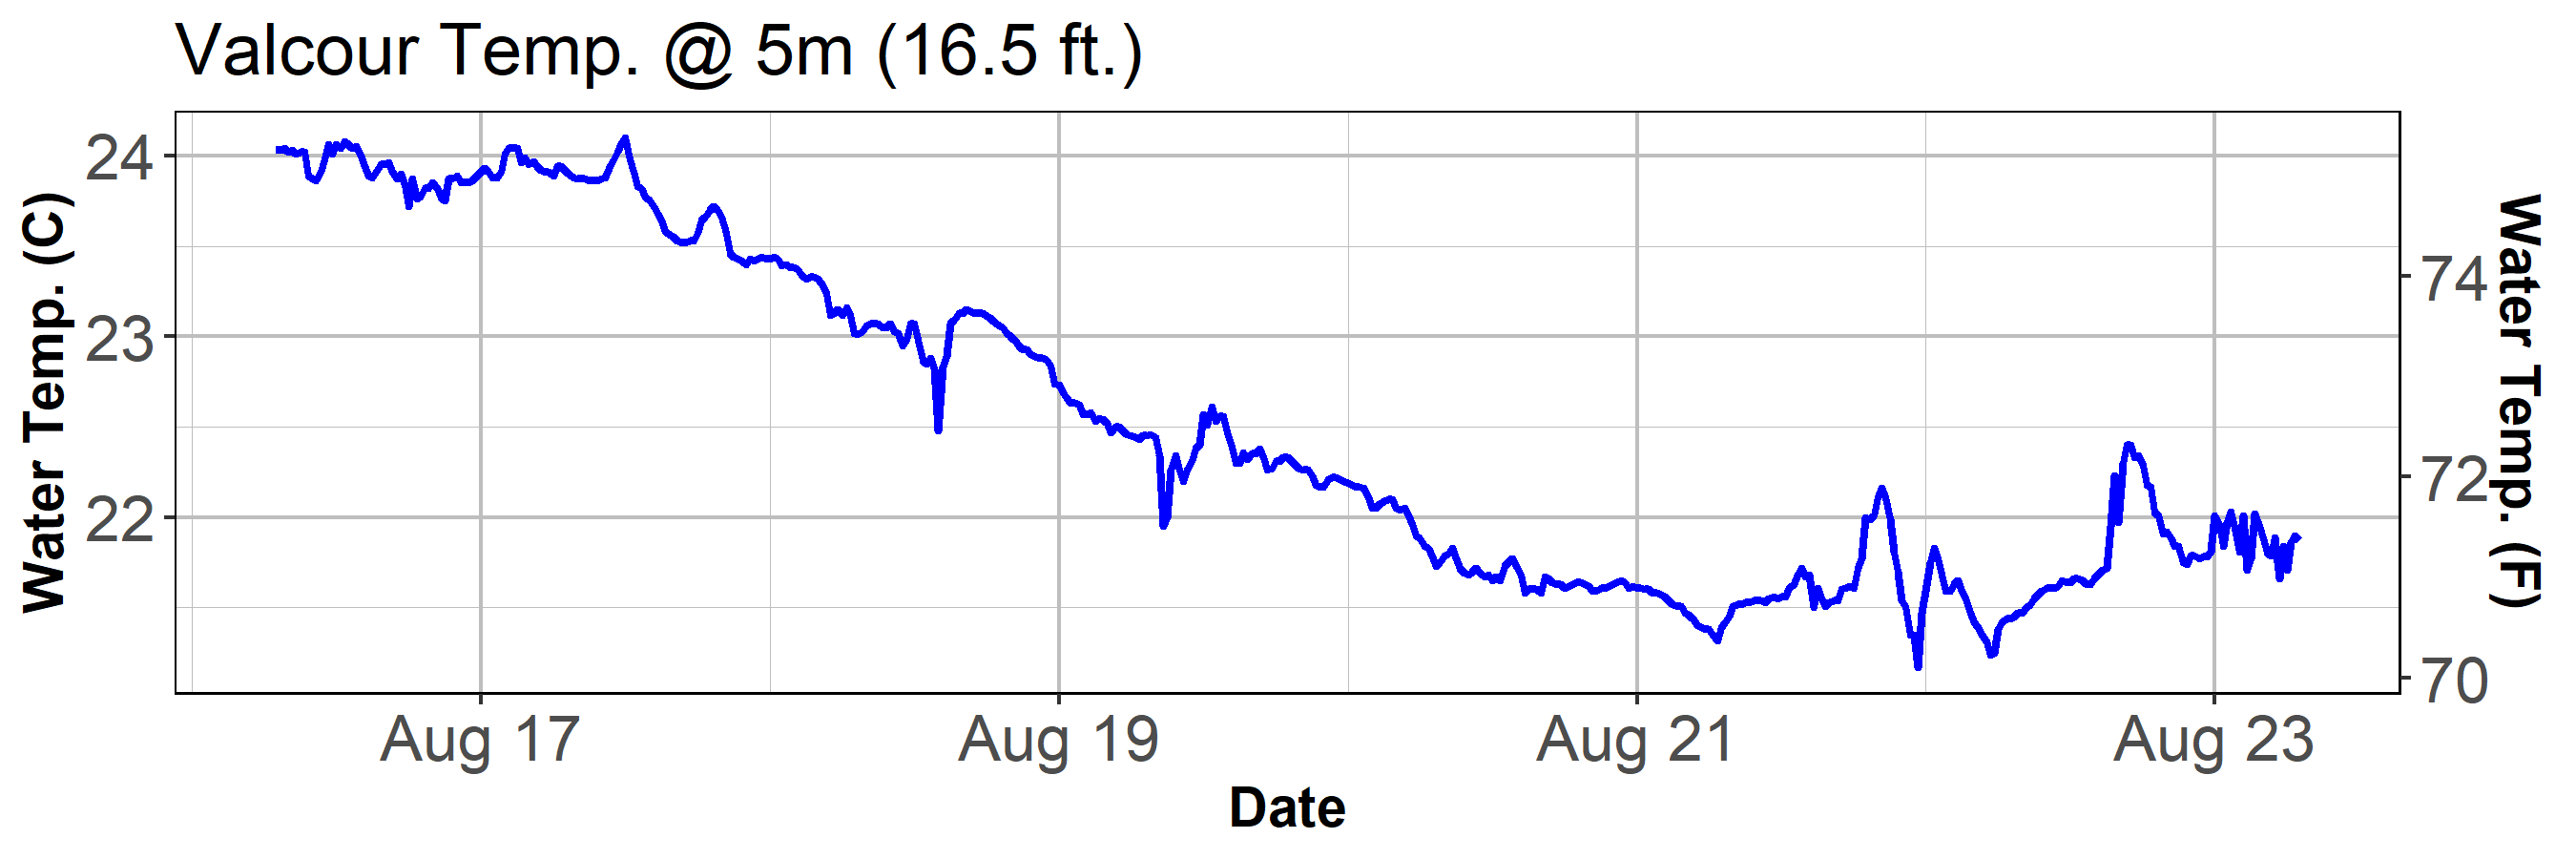 Valcour Temp. @ 5m (16.5 ft.)
Water Temp. (C)
24
23
22
74
72
70
Water Temp. (F)
Aug 17
Aug 19
Aug 21
Aug 23
Date